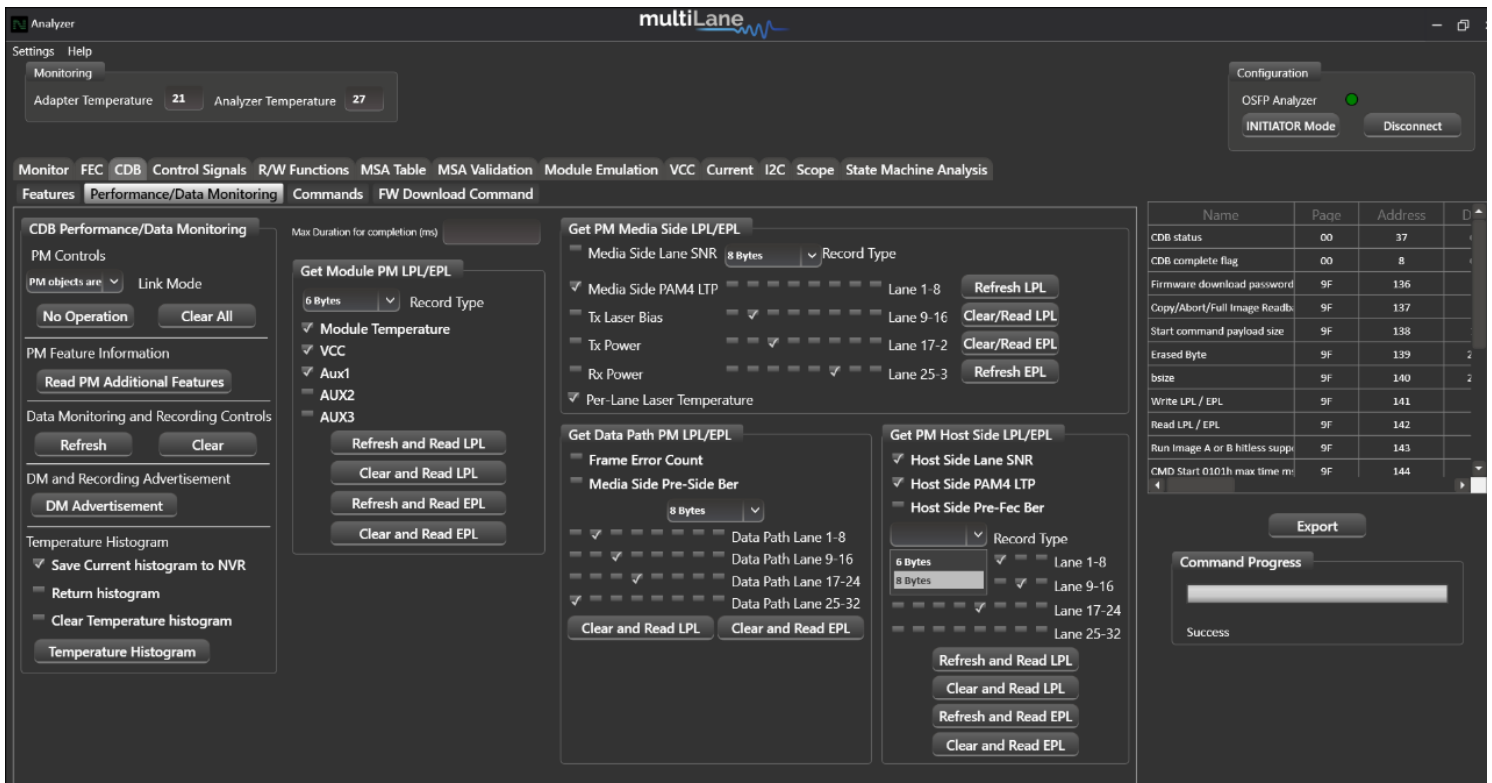 Analyzer
multiLane
Settings Help
Monitoring
Adapter Temperature 21 Analyzer Temperature 27
Configuration
OSFP Analyzer
INITIATOR Mode Disconnect
Monitor FEC CDB Control Signals R/W Functions MSA Table MSA Validation Module Emulation VCC Current I2C Scope State Machine Analysis
Features Performance/Data Monitoring Commands FW Download Command
CDB Performance/Data Monitoring
PM Controls
PM objects are Link Mode
No Operation Clear All
PM Feature Information
Read PM Additional Features
Data Monitoring and Recording Controls
Refresh Clear
DM and Recording Advertisement
DM Advertisement
Temperature Histogram
Save Current histogram to NVR
Return histogram
Clear Temperature histogram
Temperature Histogram
Max Duration for completion (ms)
Get Module PM LPL/EPL
6 Bytes Record Type
Module Temperature
VCC
Aux1
AUX2
AUX3
Refresh and Read LPL
Clear and Read LPL
Refresh and Read EPL
Clear and Read EPL
Get PM Media Side LPL/EPL
Media Side Lane SNR 8 Bytes Record Type
Media Side PAM4 LTP Lane 1-8 Refresh LPL
Tx Laser Bias Lane 9-16 Clear/Read LPL
Tx Power Lane 17-2 Clear/Read EPL
Rx Power Lane 25-3 Refresh EPL
Per-Lane Laser Temperature
Get Data Path PM LPL/EPL
Frame Error Count
Media Side Pre-Side Ber
8 Bytes
Data Path Lane 1-8
Data Path Lane 9-16
Data Path Lane 17-24
Data Path Lane 25-32
Clear and Read LPL Clear and Read EPL
Get PM Host Side LPL/EPL
Host Side Lane SNR
Host Side PAM4 LTP
Host Side Pre-Fec Ber
Record Type
6 Bytes Lane 1-8
8 Bytes Lane 9-16
Lane 17-24
Lane 25-32
Refresh and Read LPL
Clear and Read LPL
Refresh and Read EPL
Clear and Read EPL
Name Page Address D
CDB status 00 37
CDB complete flag 00 8
Firmware download password 9F 136
Copy/Abort/Full Image Readb 9F 137
Start command payload size 9F 138
Erased Byte 9F 139 2
bsize 9F 140 2
Write LPL / EPL 9F 141
Read LPL / EPL 9F 142
Run Image A or B hitless supp 9F 143
CMD Start 0101h max time m 9F 144
Export
Command Progress
Success